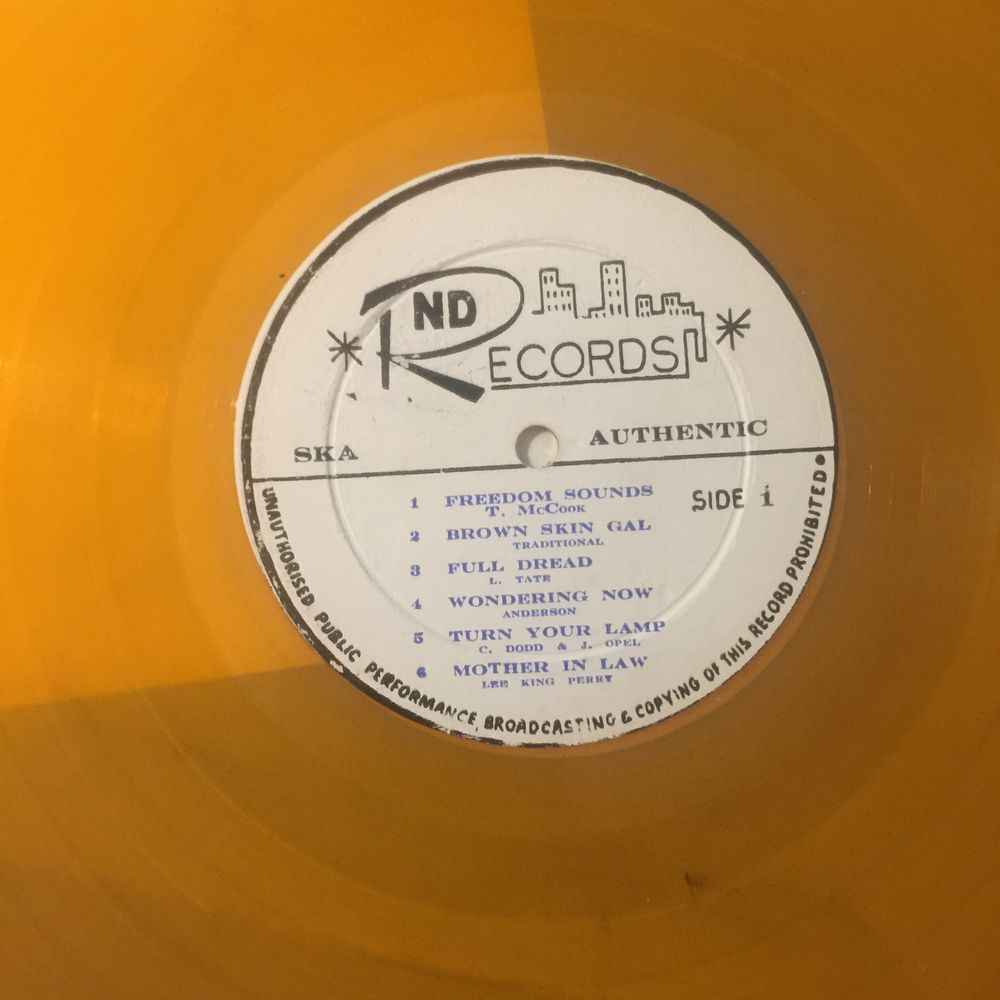 ND
RECORDS
SKA AUTHENTIC
SIDE 1
1 FREEDOM SOUNDS
T. McCOOK
2 BROWN SKIN GAL
TRADITIONAL
3 FULL DREAD
L. TATE
4 WONDERING NOW
ANDERSON
5 TURN YOUR LAMP
C. DODD & J. OPEL
6 MOTHER IN LAW
LEE KING PERRY
UNAUTHORISED PUBLIC PERFORMANCE, BROADCASTING & COPYING OF THIS RECORD PROHIBITED.